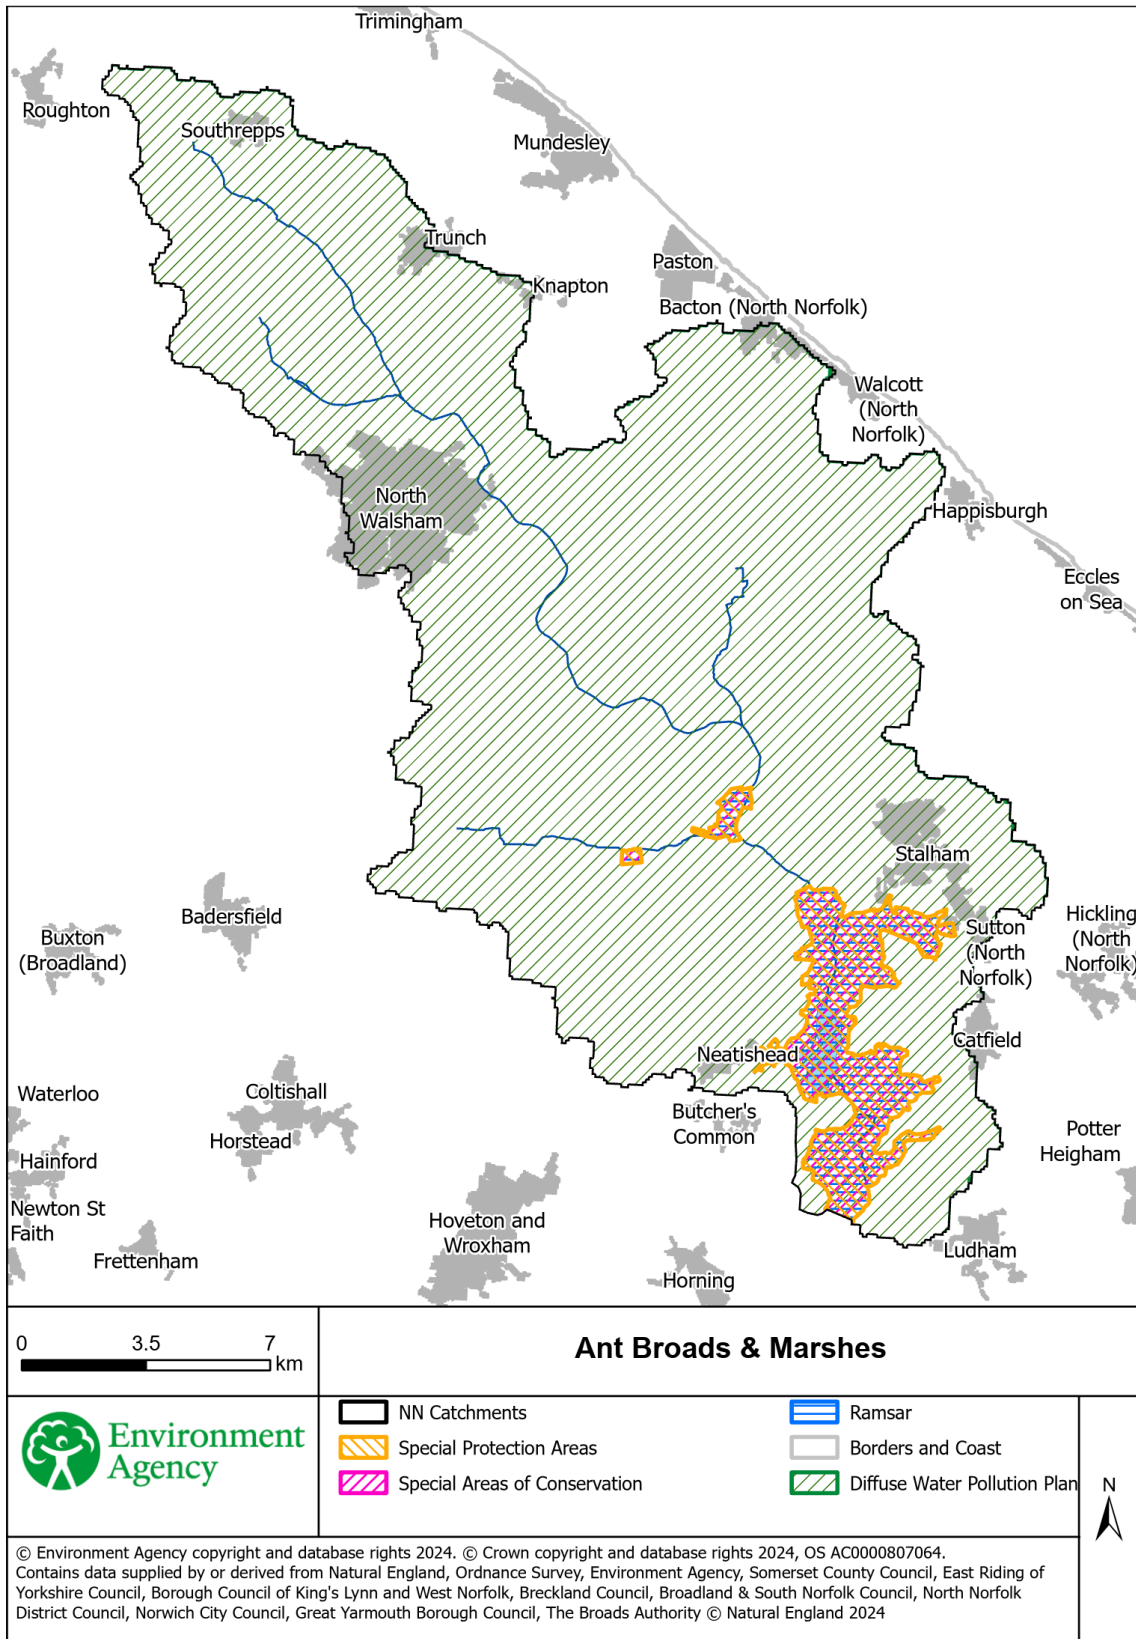 Trimingham
Roughton
Southrepps
Mundesley
Trunch
Paston
Knapton
Bacton (North Norfolk)
Walcott
(North
Norfolk)
North
Walsham
Happisburgh
Eccles
on Sea
Stalham
Badersfield
Buxton
(Broadland)
Sutton
(North
Norfolk)
Hickling
(North
Norfolk)
Neatishead
Catfield
Waterloo
Coltishall
Butcher's
Common
Horstead
Potter
Heigham
Hainford
Newton St
Faith
Frettenham
Hoveton and
Wroxham
Horning
Ludham
0 3.5 7
km
Ant Broads & Marshes
Environment
Agency
NN Catchments
Special Protection Areas
Special Areas of Conservation
Ramsar
Borders and Coast
Diffuse Water Pollution Plan
N
© Environment Agency copyright and database rights 2024. © Crown copyright and database rights 2024, OS AC0000807064.
Contains data supplied by or derived from Natural England, Ordnance Survey, Environment Agency, Somerset County Council, East Riding of
Yorkshire Council, Borough Council of King's Lynn and West Norfolk, Breckland Council, Broadland & South Norfolk Council, North Norfolk
District Council, Norwich City Council, Great Yarmouth Borough Council, The Broads Authority © Natural England 2024